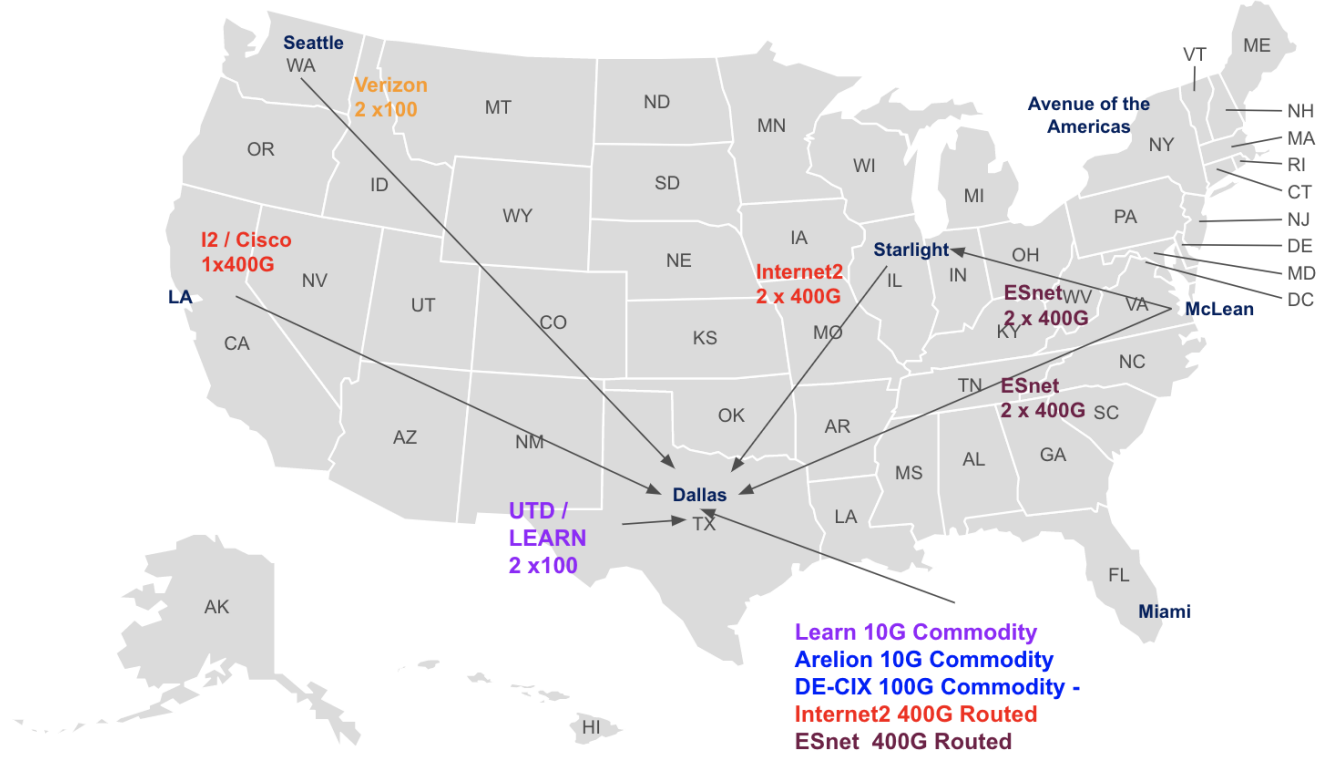 Seattle
WA
Verizon
2 x100
MT
ND
MN
OR
ID
WY
SD
WI
MI
Avenue of the
Americas
NY
VT
ME
NH
MA
RI
CT
NJ
DE
MD
DC
PA
I2 / Cisco
1x400G
LA
NV
UT
CO
CA
NE
IA
Internet2
2 x 400G
Starlight
IL
IN
OH
ESnet
2 x 400G
WV
VA
KY
McLean
KS
MO
ESnet
2 x 400G
TN
NC
SC
AZ
NM
OK
AR
MS
AL
GA
Dallas
TX
LA
UTD /
LEARN
2 x100
FL
Miami
AK
HI
Learn 10G Commodity
Arelion 10G Commodity
DE-CIX 100G Commodity -
Internet2 400G Routed
ESnet  400G Routed